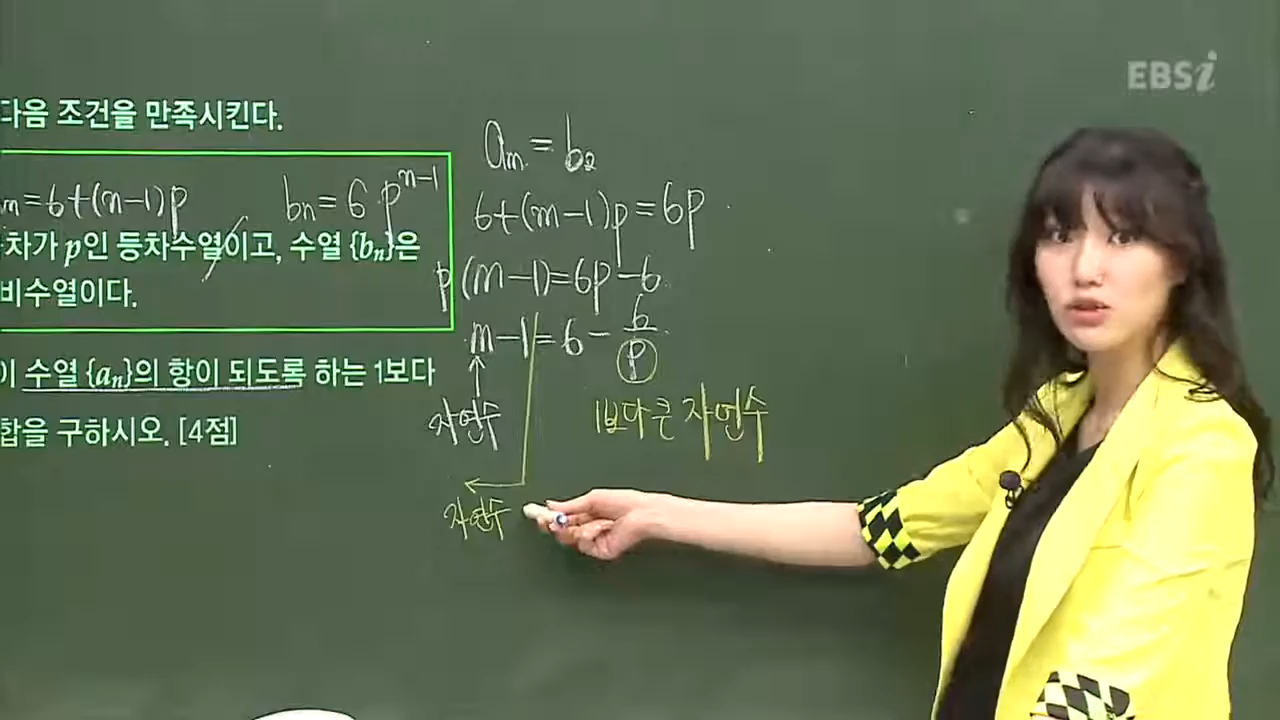 EBSi
다음 조건을 만족시킨다.
n=6+(n-1)p
bn=6·p^{n-1}
차가 p인 등차수열이고, 수열 {bn}은
비수열이다.
이 수열 {an}의 항이 되도록 하는 1보다
합을 구하시오. [4점]
am=b2
6+(m-1)p=6p
p(m-1)=6p-6
m-1=6-6/p
자연수
1보다 큰 자연수
자연수